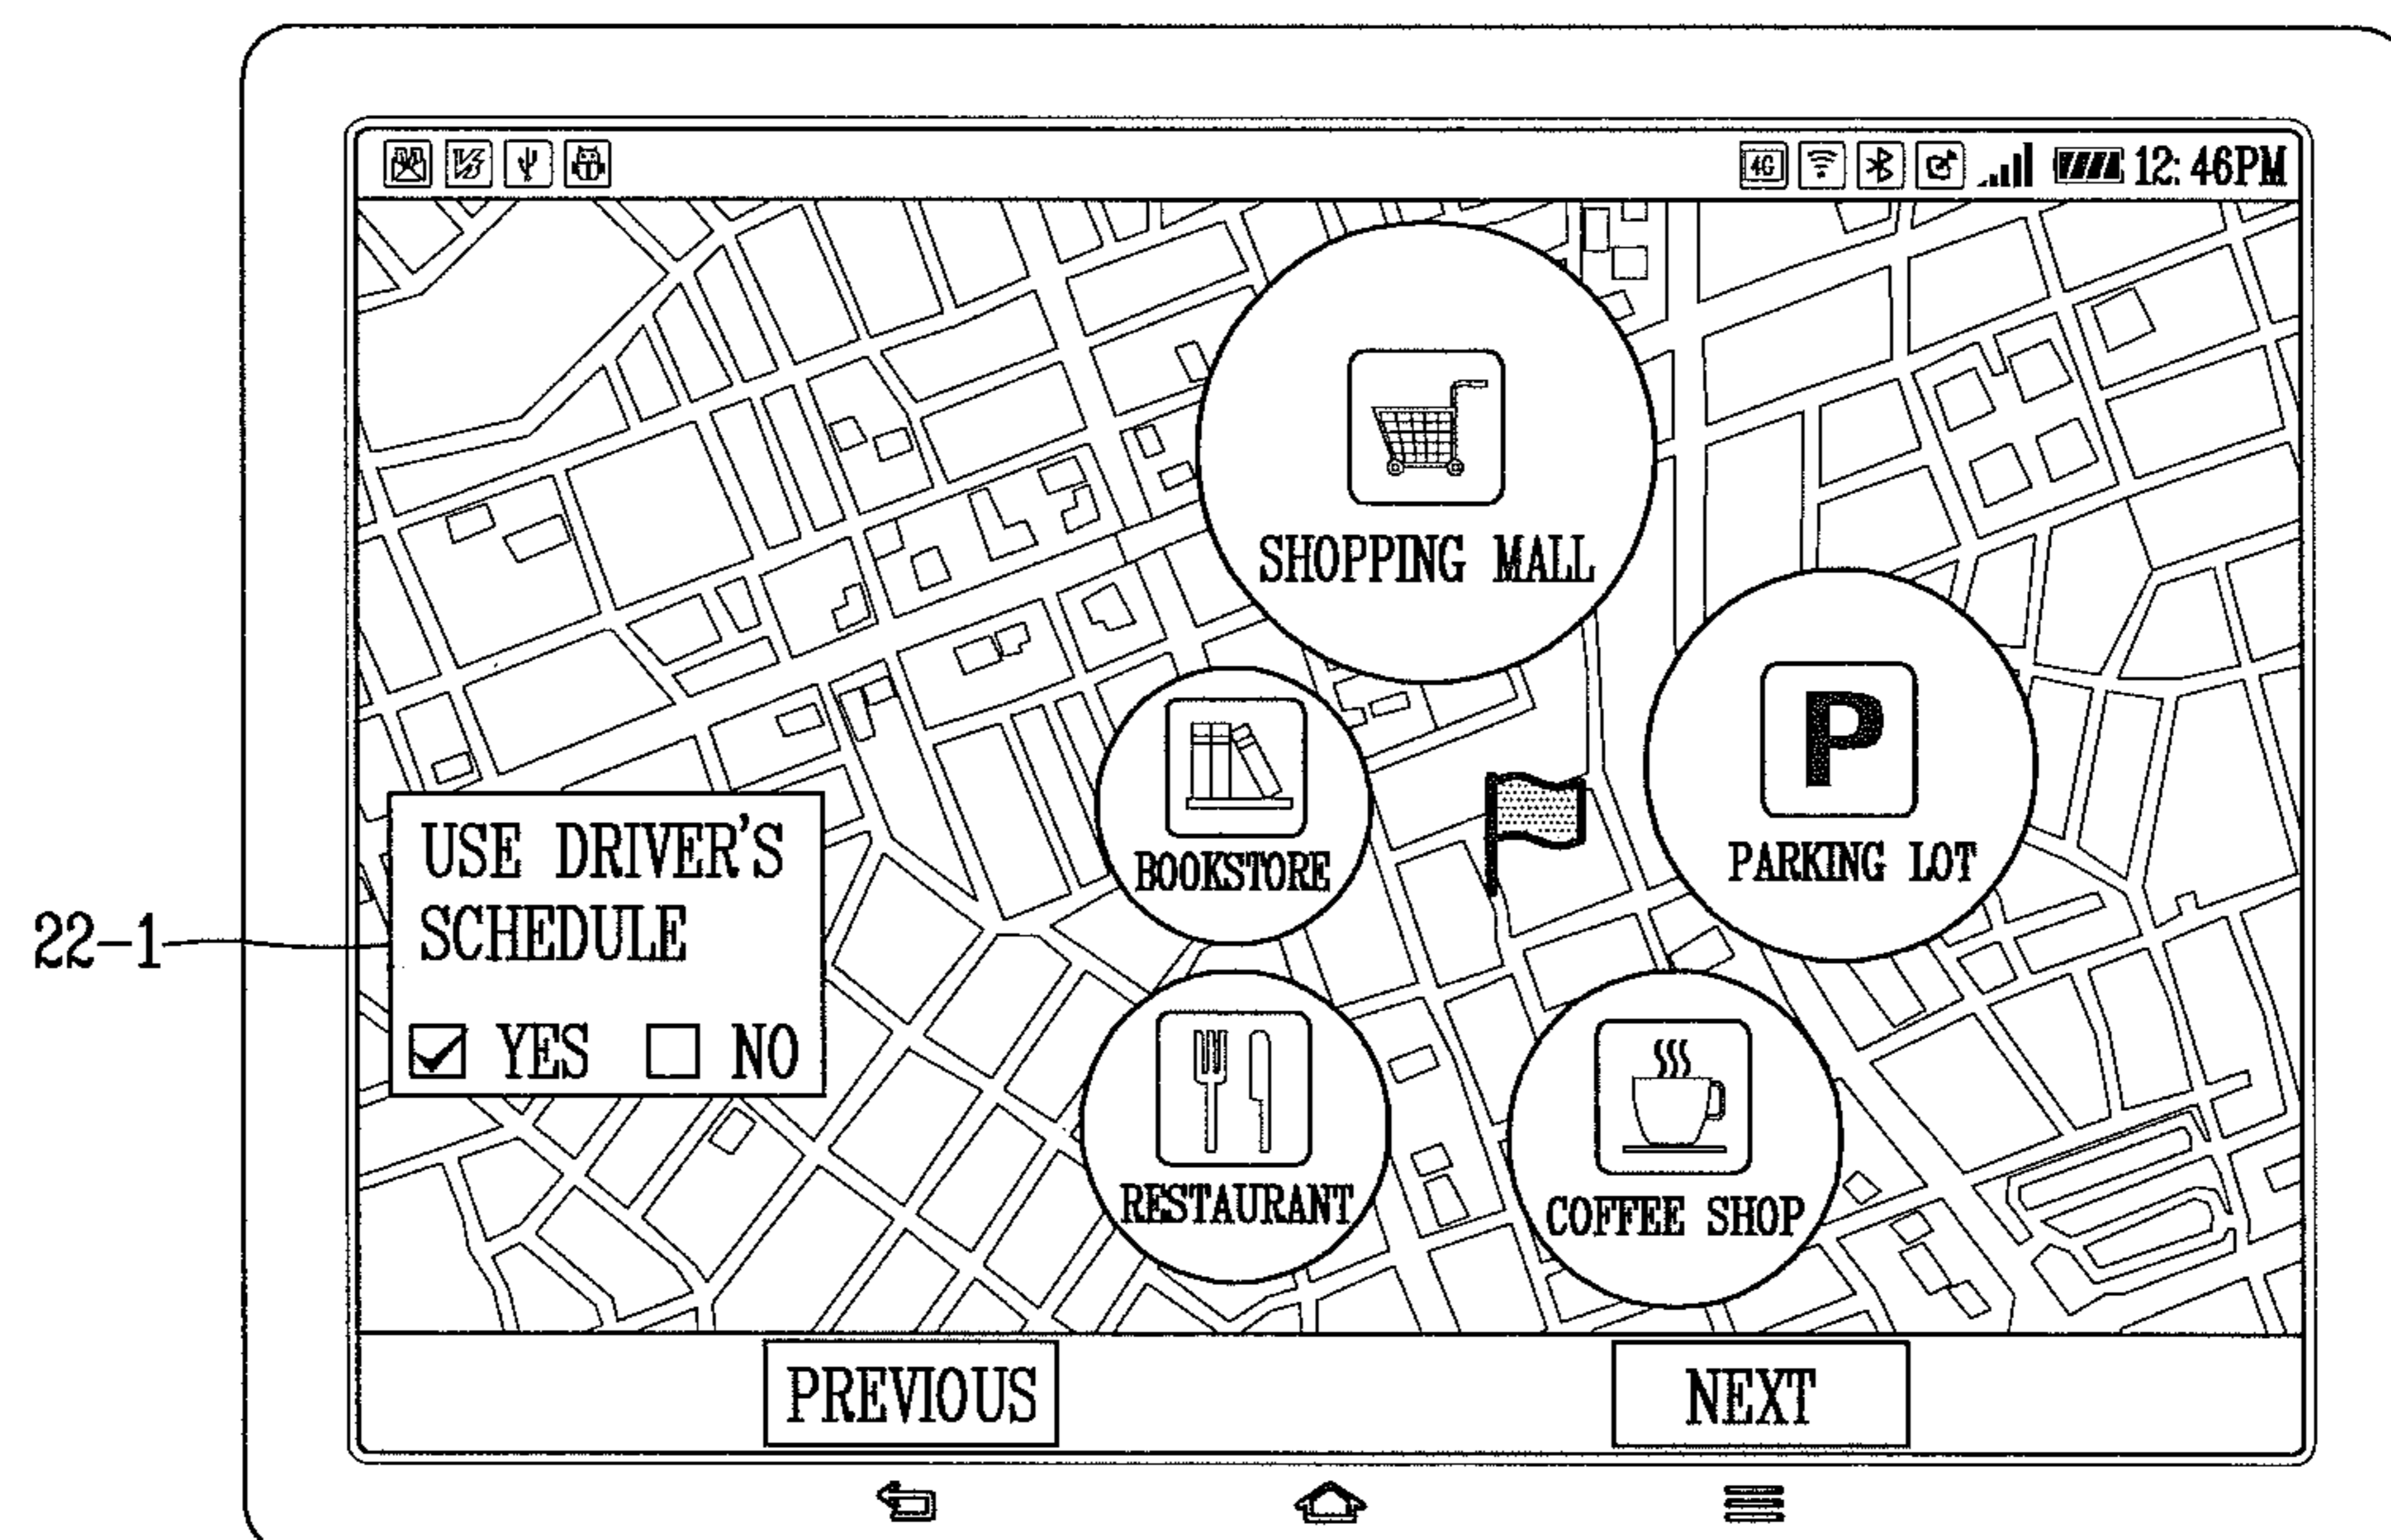 4G 12:46PM
SHOPPING MALL
P
PARKING LOT
BOOKSTORE
USE DRIVER'S
SCHEDULE
YES NO
22-1
RESTAURANT
COFFEE SHOP
PREVIOUS NEXT